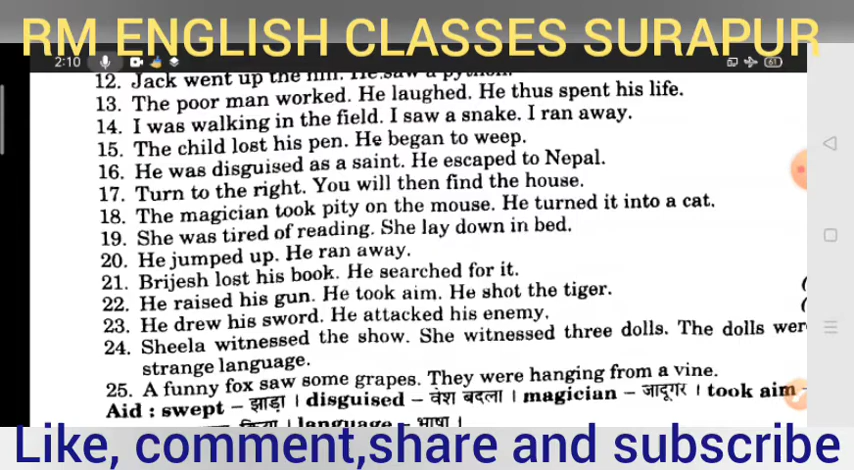 RM ENGLISH CLASSES SURAPUR
2:10
61
12. Jack went up the hill. He saw a python.
13. The poor man worked. He laughed. He thus spent his life.
14. I was walking in the field. I saw a snake. I ran away.
15. The child lost his pen. He began to weep.
16. He was disguised as a saint. He escaped to Nepal.
17. Turn to the right. You will then find the house.
18. The magician took pity on the mouse. He turned it into a cat.
19. She was tired of reading. She lay down in bed.
20. He jumped up. He ran away.
21. Brijesh lost his book. He searched for it.
22. He raised his gun. He took aim. He shot the tiger.
23. He drew his sword. He attacked his enemy.
24. Sheela witnessed the show. She witnessed three dolls. The dolls wer
strange language.
25. A funny fox saw some grapes. They were hanging from a vine.
Aid : swept – झाड़ा । disguised – वेश बदला । magician – जादूगर । took aim –
किया । language – भाषा ।
Like, comment,share and subscribe